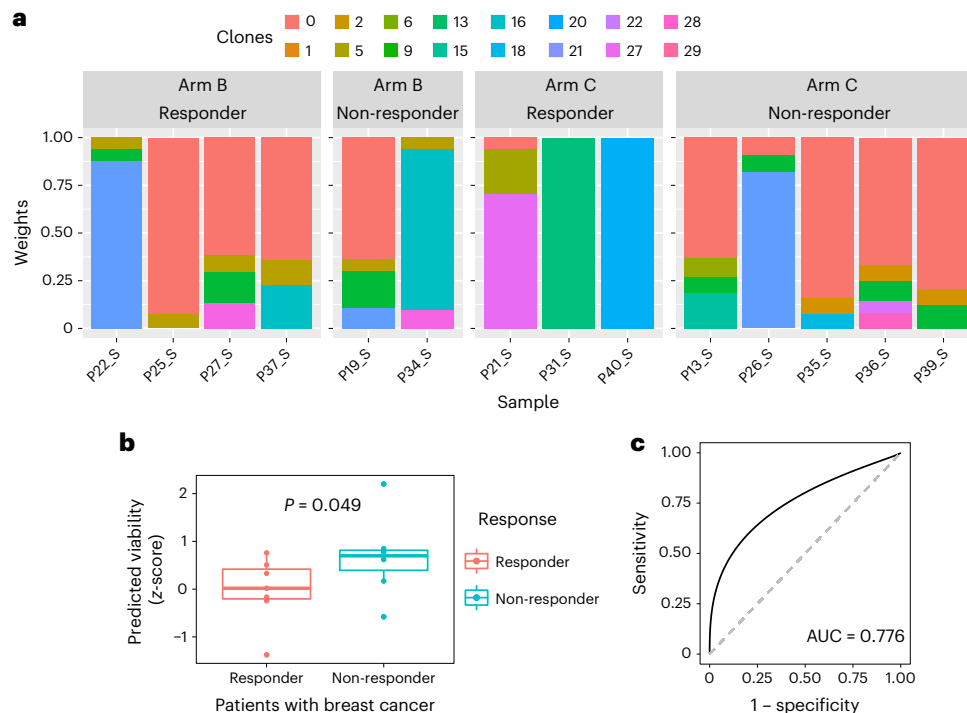 a
Clones
0 2 6 13 16 20 22 28
1 5 9 15 18 21 27 29
Arm B
Responder
Arm B
Non-responder
Arm C
Responder
Arm C
Non-responder
Weights
1.00
0.75
0.50
0.25
0
P22_S P25_S P27_S P37_S P19_S P34_S P21_S P31_S P40_S P13_S P26_S P35_S P36_S P39_S
Sample
b
Predicted viability
(z-score)
2
1
0
–1
P = 0.049
Responder Non-responder
Patients with breast cancer
Response
Responder
Non-responder
c
Sensitivity
1.00
0.75
0.50
0.25
0
AUC = 0.776
0 0.25 0.50 0.75 1.00
1 – specificity